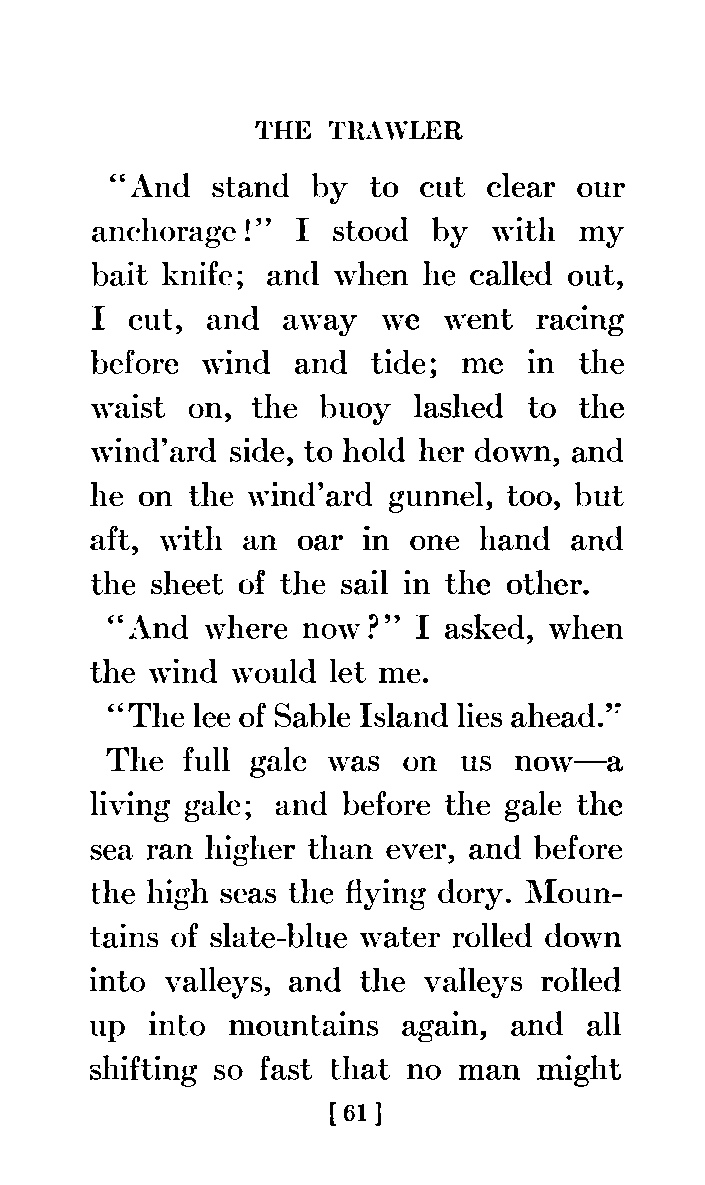 THE TRAWLER
"And stand by to cut clear our
anchorage!" I stood by with my
bait knife; and when he called out,
I cut, and away we went racing
before wind and tide; me in the
waist on, the buoy lashed to the
wind'ard side, to hold her down, and
he on the wind'ard gunnel, too, but
aft, with an oar in one hand and
the sheet of the sail in the other.
"And where now?" I asked, when
the wind would let me.
"The lee of Sable Island lies ahead."
The full gale was on us now—a
living gale; and before the gale the
sea ran higher than ever, and before
the high seas the flying dory. Moun-
tains of slate-blue water rolled down
into valleys, and the valleys rolled
up into mountains again, and all
shifting so fast that no man might
[ 61 ]